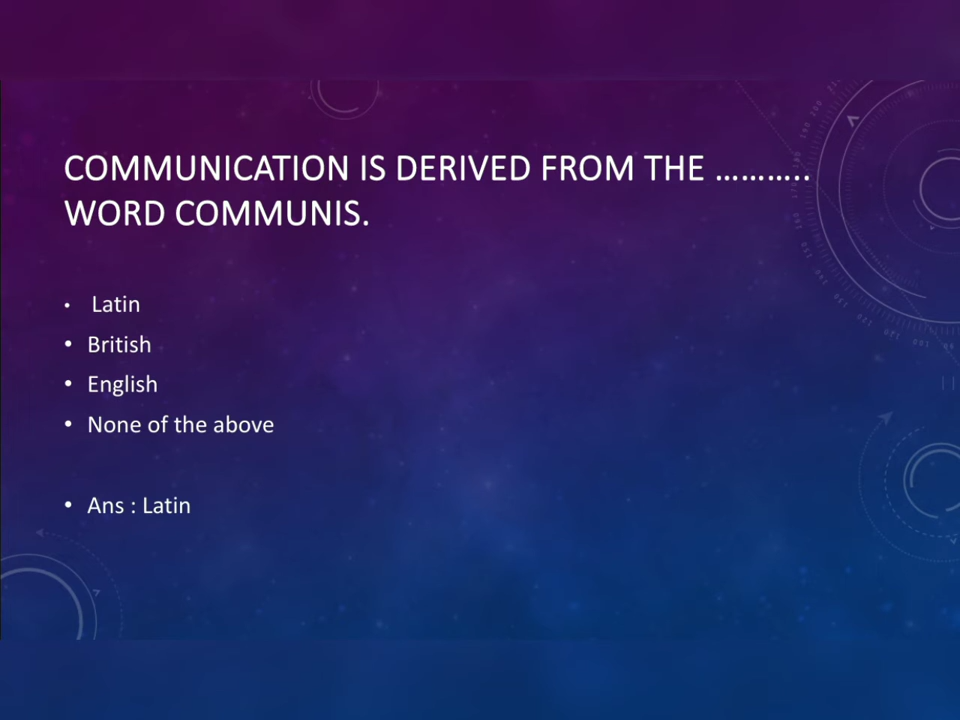 COMMUNICATION IS DERIVED FROM THE ………..
WORD COMMUNIS.
• Latin
• British
• English
• None of the above
• Ans : Latin